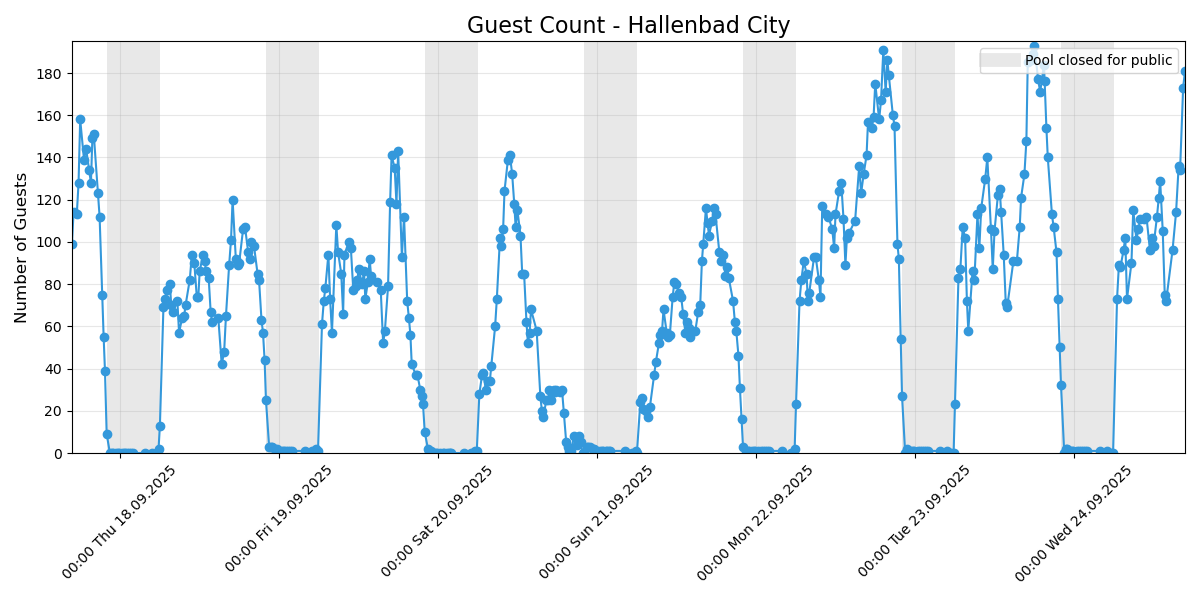 Guest Count - Hallenbad City
Pool closed for public
Number of Guests
180
160
140
120
100
80
60
40
20
0
00:00 Thu 18.09.2025
00:00 Fri 19.09.2025
00:00 Sat 20.09.2025
00:00 Sun 21.09.2025
00:00 Mon 22.09.2025
00:00 Tue 23.09.2025
00:00 Wed 24.09.2025